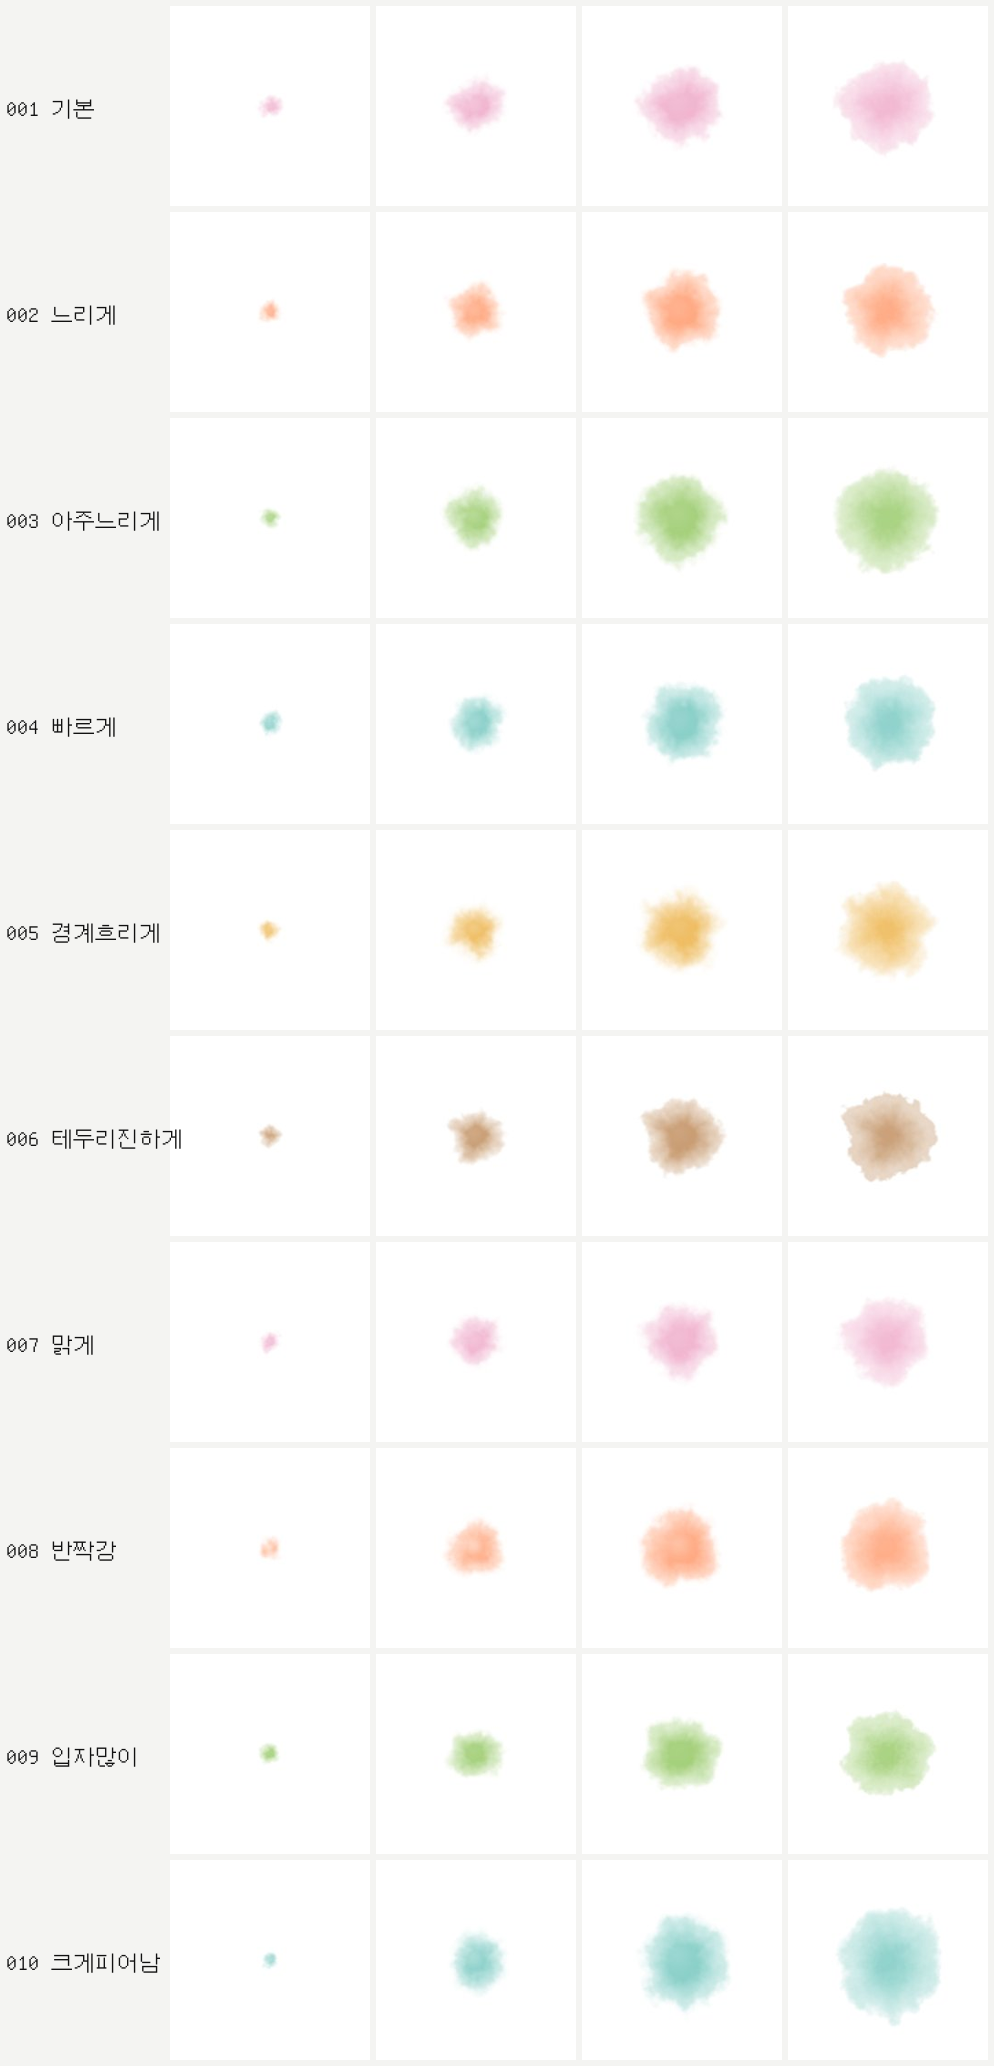 001 기본
002 느리게
003 아주느리게
004 빠르게
005 경계흐리게
006 테두리진하게
007 맑게
008 반짝강
009 입자많이
010 크게피어남